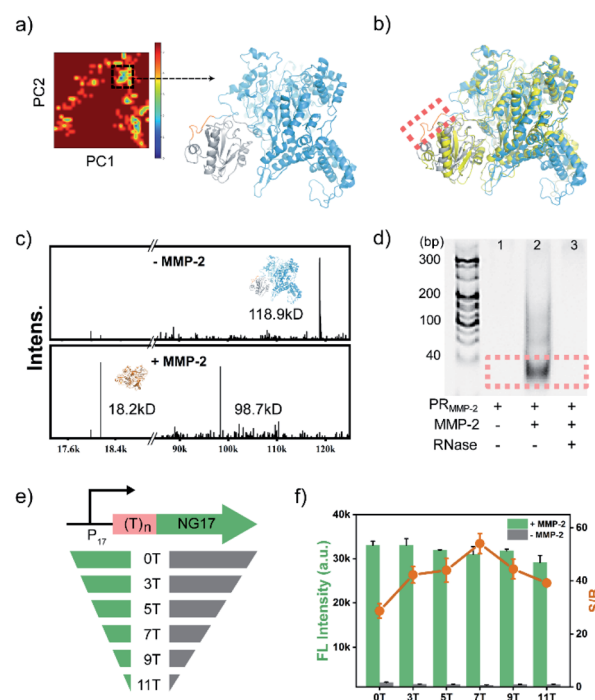 a)
PC2
PC1
b)
c)
- MMP-2
118.9kD
Intens.
+ MMP-2
18.2kD
98.7kD
17.6k 18.4k 90k 100k 110k 120k
d)
(bp) 1 2 3
300
200
100
40
PRMMP-2 + + +
MMP-2 - + +
RNase - - +
e)
(T)n NG17
P17
0T
3T
5T
7T
9T
11T
f)
+ MMP-2
- MMP-2
FL Intensity (a.u.)
40k
30k
20k
10k
S/B
60
40
20
0
0T 3T 5T 7T 9T 11T